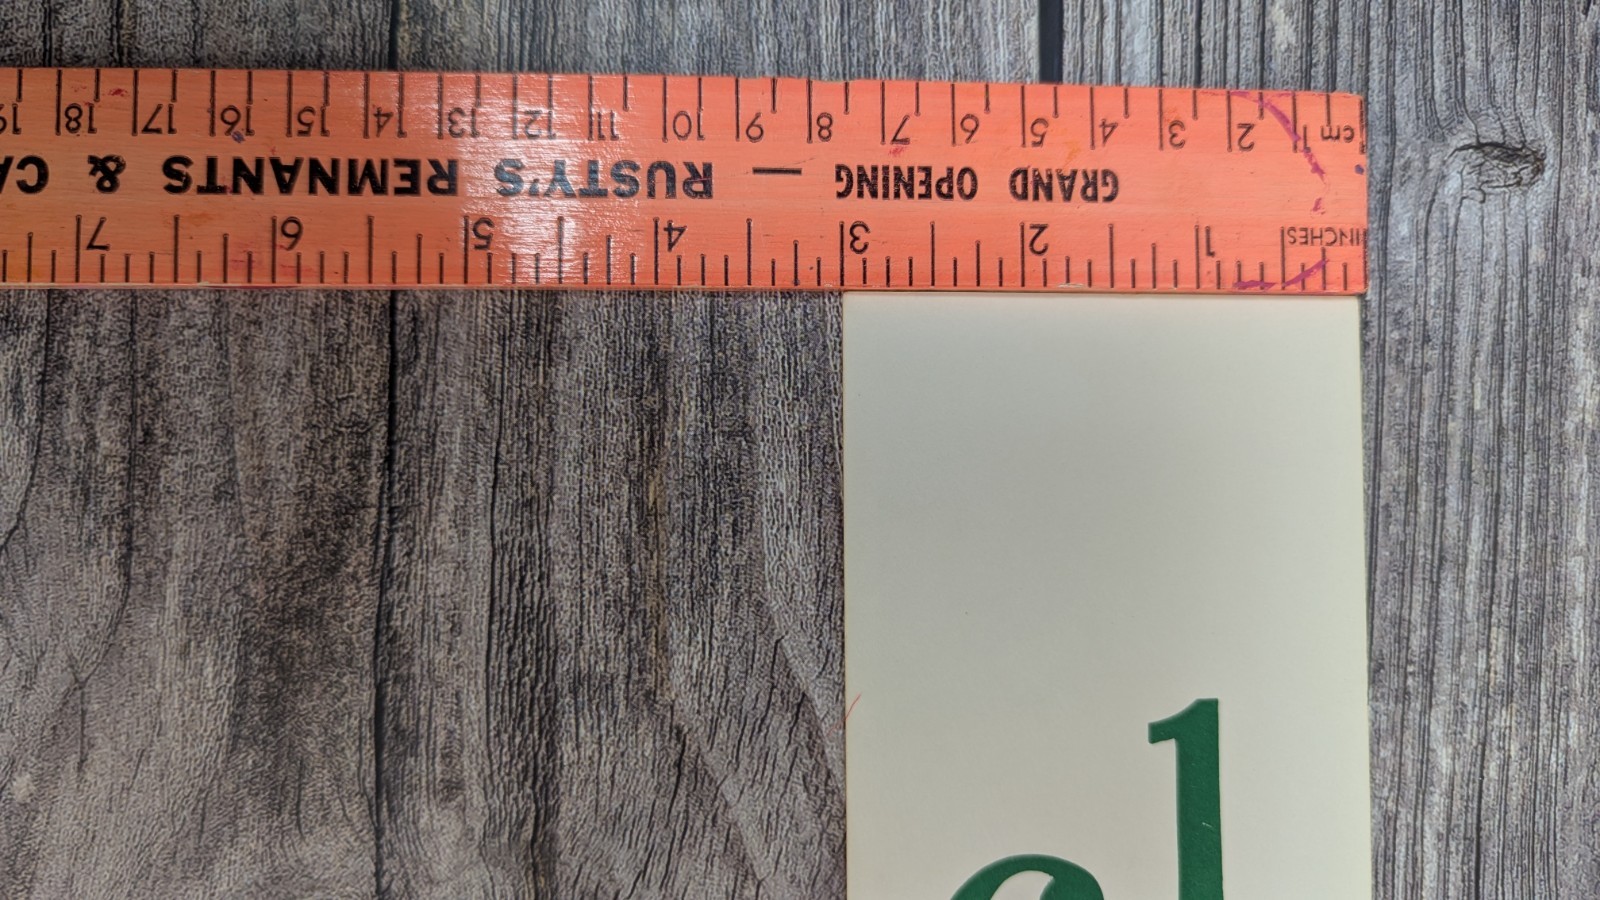 INCHES 1 2 3 4 5 6 7
GRAND OPENING — RUSTY'S REMNANTS & CA
cm 1 2 3 4 5 6 7 8 9 10 11 12 13 14 15 16 17 18 19